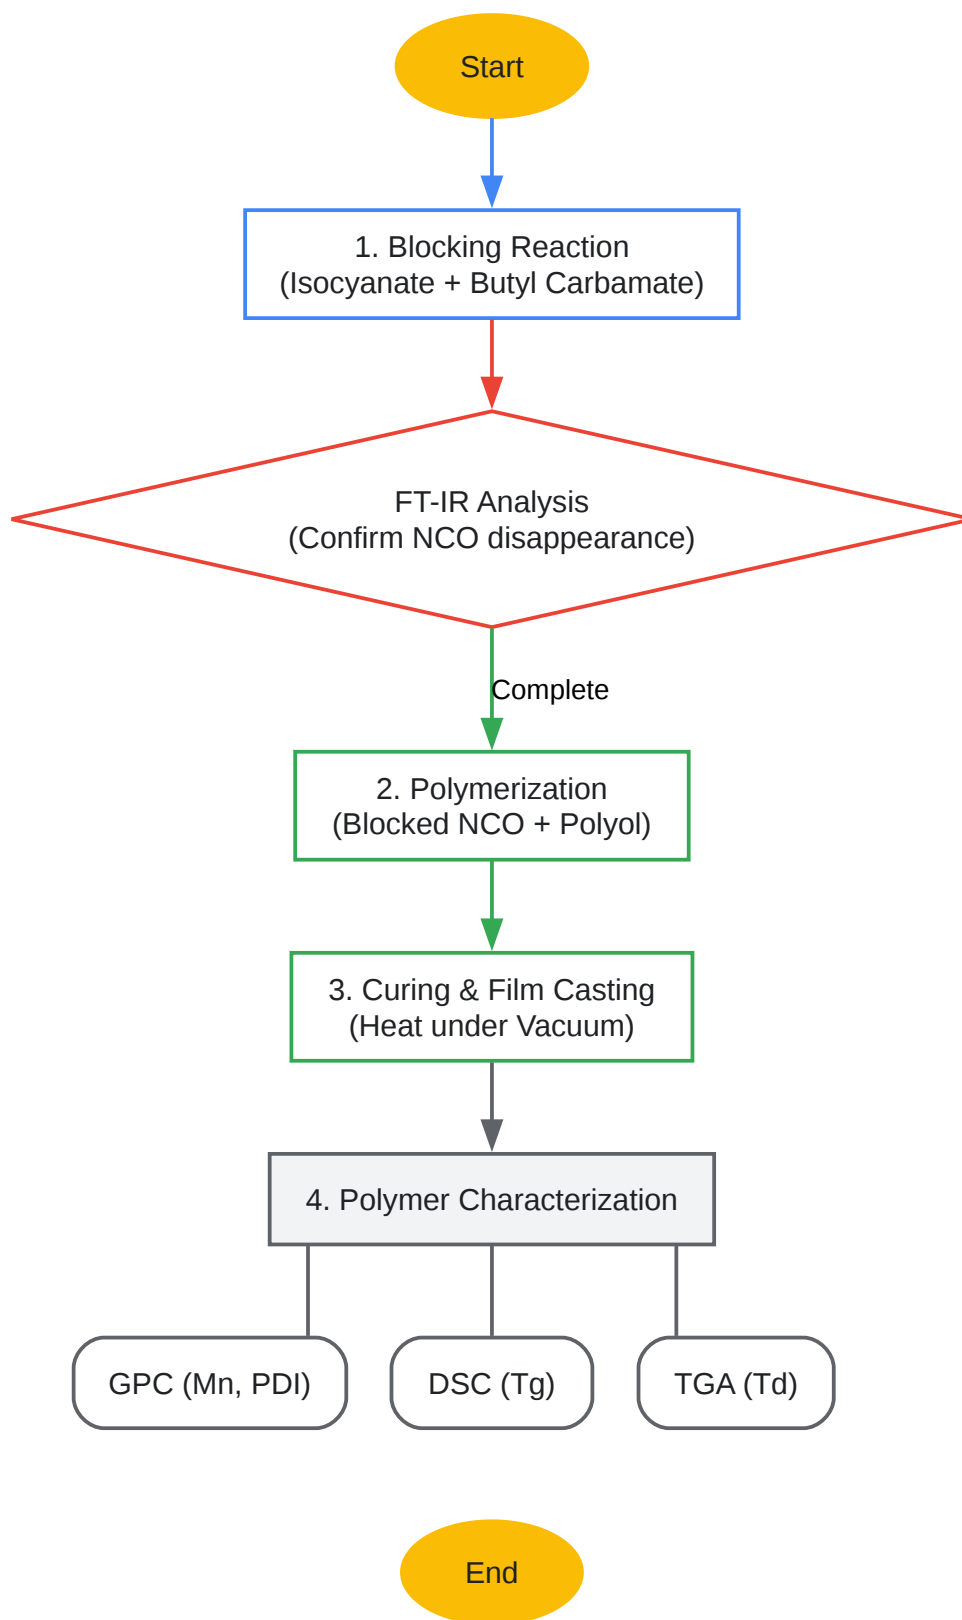 Start
1. Blocking Reaction
(Isocyanate + Butyl Carbamate)
FT-IR Analysis
(Confirm NCO disappearance)
Complete
2. Polymerization
(Blocked NCO + Polyol)
3. Curing & Film Casting
(Heat under Vacuum)
4. Polymer Characterization
GPC (Mn, PDI)
DSC (Tg)
TGA (Td)
End